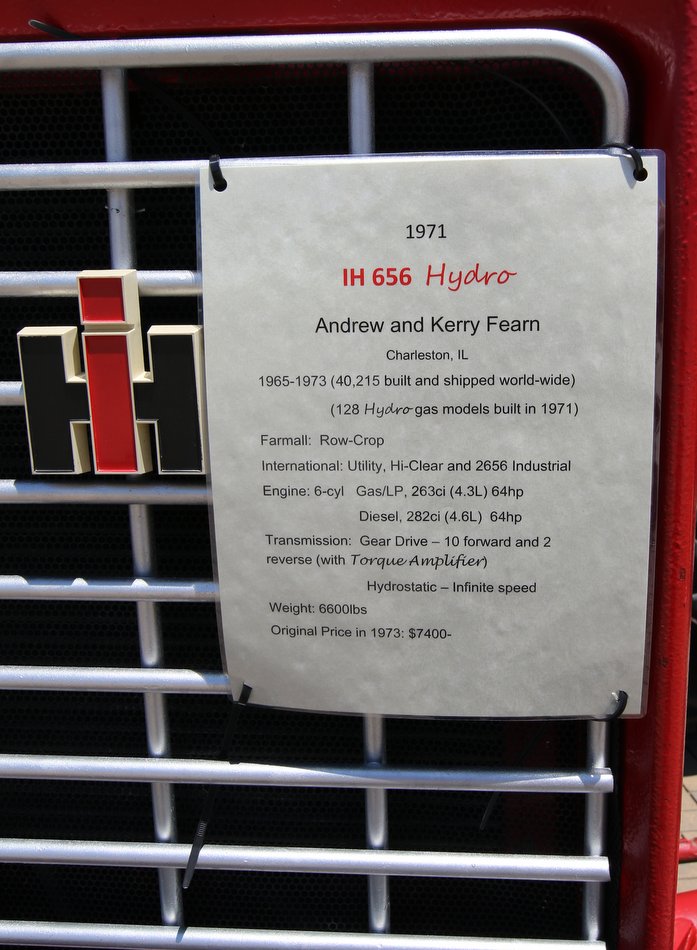 IH
1971
IH 656 Hydro
Andrew and Kerry Fearn
Charleston, IL
1965-1973 (40,215 built and shipped world-wide)
(128 Hydro gas models built in 1971)
Farmall: Row-Crop
International: Utility, Hi-Clear and 2656 Industrial
Engine: 6-cyl Gas/LP, 263ci (4.3L) 64hp
Diesel, 282ci (4.6L) 64hp
Transmission: Gear Drive – 10 forward and 2
reverse (with Torque Amplifier)
Hydrostatic – Infinite speed
Weight: 6600lbs
Original Price in 1973: $7400-